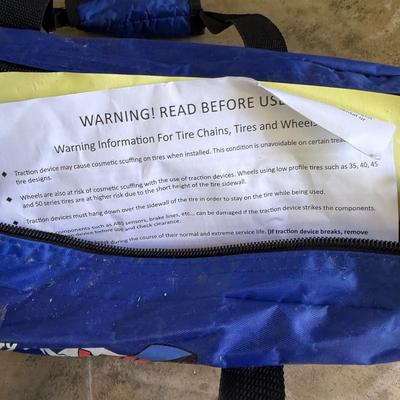 WARNING! READ BEFORE USE
Warning Information For Tire Chains, Tires and Wheels
Traction device may cause cosmetic scuffing on tires when installed. This condition is unavoidable on certain
tire designs.
Wheels are also at risk of cosmetic scuffing with the use of traction devices. Wheels using low profile tires such as 35, 40, 45
and 50 series tires are at higher risk due to the short height of the tire sidewall.
Traction devices must hang down over the sidewall of the tire in order to stay on the tire while being used.
components such as ABS sensors, brake lines, etc... can be damaged if the traction device strikes the components.
device before use and check clearance.
during the course of their normal and extreme service life. (If traction device breaks, remove